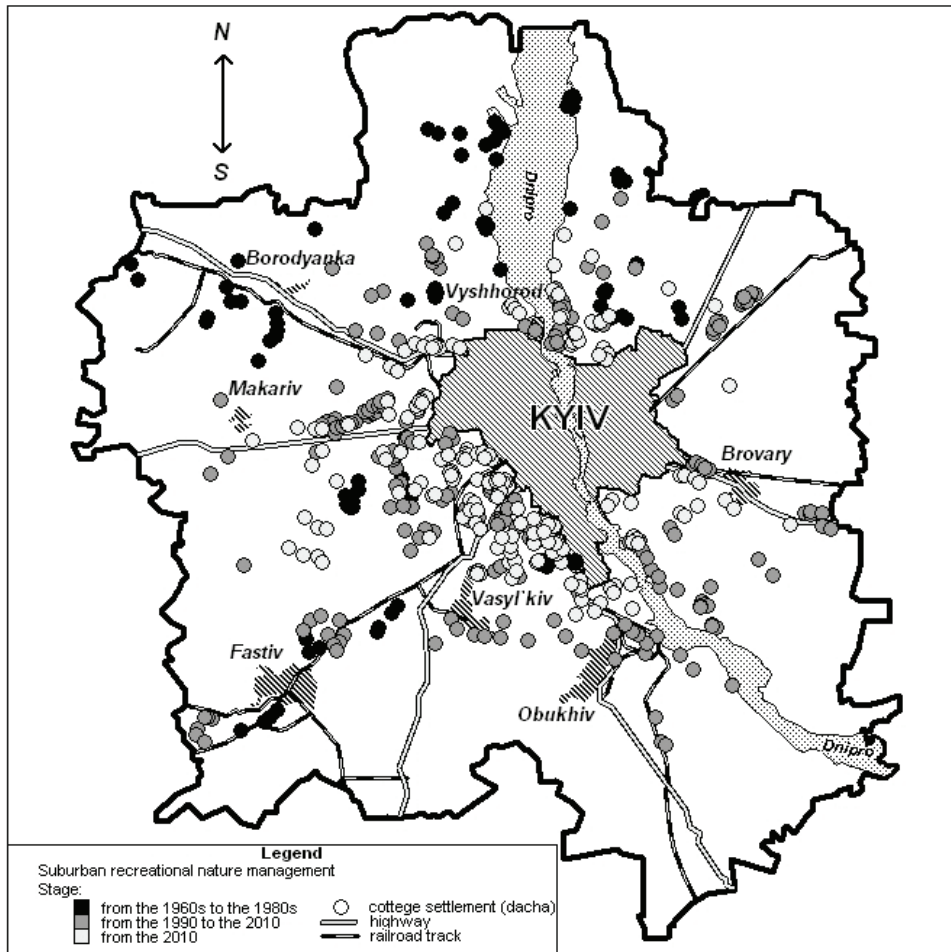 N
S
Dnipro
Borodyanka
Vyshhorod
Makariv
KYIV
Brovary
Vasyl`kiv
Fastiv
Obukhiv
Dnipro
Legend
Suburban recreational nature management
Stage:
from the 1960s to the 1980s
from the 1990 to the 2010
from the 2010
cottege settlement (dacha)
highway
railroad track